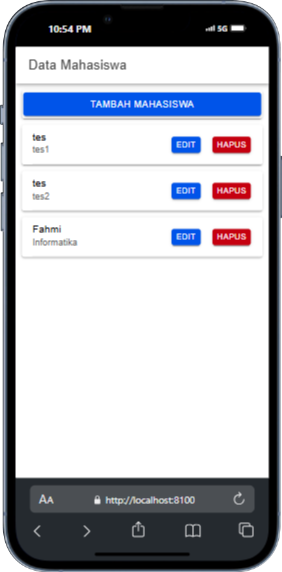 10:54 PM 5G
Data Mahasiswa
TAMBAH MAHASISWA
tes
tes1
EDIT HAPUS
tes
tes2
EDIT HAPUS
Fahmi
Informatika
EDIT HAPUS
AA http://localhost:8100